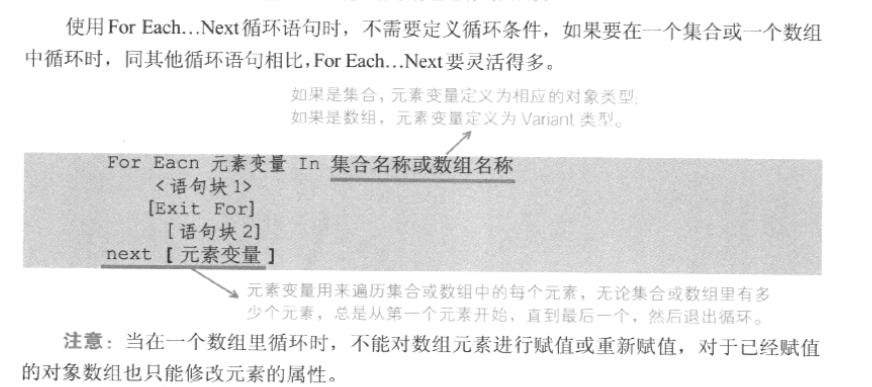 使用For Each…Next循环语句时，不需要定义循环条件，如果要在一个集合或一个数组
中循环时，同其他循环语句相比，For Each…Next要灵活得多。
如果是集合，元素变量定义为相应的对象类型；
如果是数组，元素变量定义为 Variant 类型。
For Eacn 元素变量 In 集合名称或数组名称
<语句块1>
[Exit For]
[语句块2]
next [元素变量]
元素变量用来遍历集合或数组中的每个元素，无论集合或数组里有多
少个元素，总是从第一个元素开始，直到最后一个，然后退出循环。
注意：当在一个数组里循环时，不能对数组元素进行赋值或重新赋值，对于已经赋值
的对象数组也只能修改元素的属性。